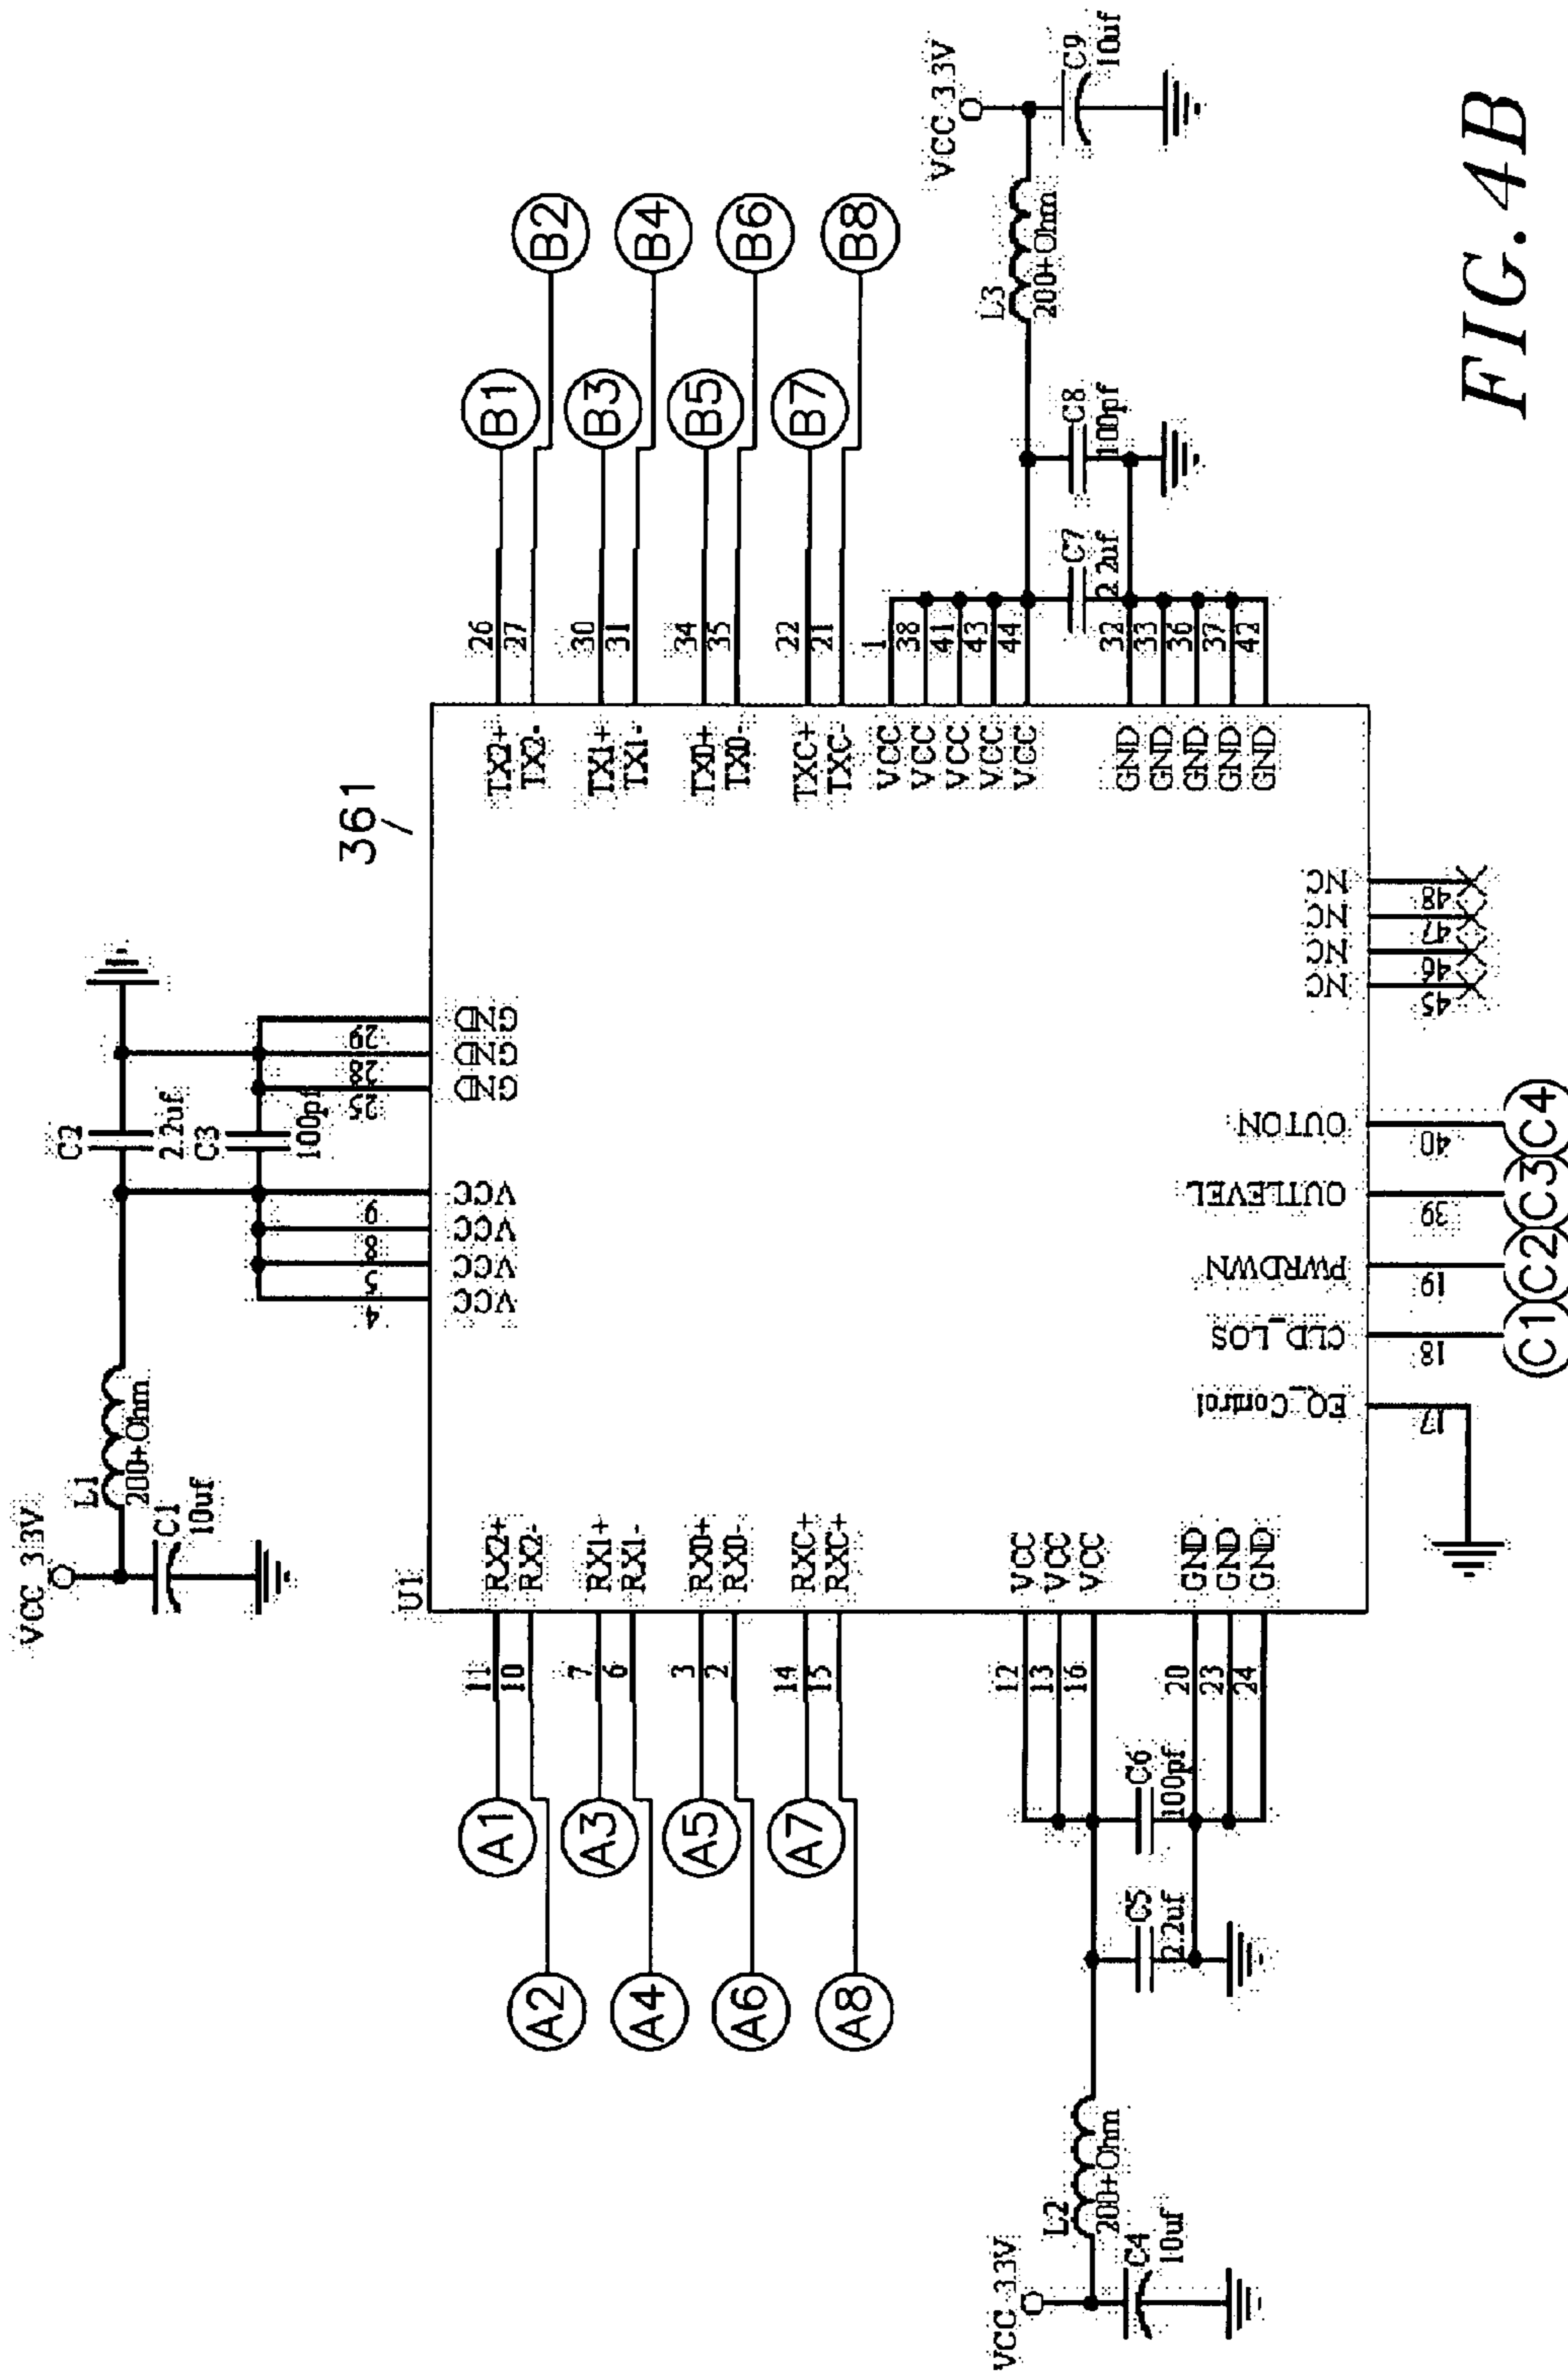 VCC 3.3V
L1
200+Ohm
C1
10uf
C2
2.2uf
C3
100pf
4
5
8
9
25
28
29
VCC
VCC
VCC
VCC
GND
GND
GND
361
U1
A1
11
RX2+
A2
10
RX2-
A3
7
RX1+
A4
6
RX1-
A5
3
RX0+
A6
2
RX0-
A7
14
RXC+
A8
15
RXC+
TX2+
26
B1
TX2-
27
B2
TX1+
30
B3
TX1-
31
B4
TX0+
34
B5
TX0-
35
B6
TXC+
22
B7
TXC-
21
B8
VCC
1
VCC
38
VCC
41
VCC
43
VCC
44
GND
32
GND
33
GND
36
GND
37
GND
42
C7
2.2uf
C8
100pf
L3
200+Ohm
VCC 3.3V
C9
10uf
VCC 3.3V
L2
200+Ohm
C4
10uf
C5
2.2uf
C6
100pf
12
VCC
13
VCC
16
VCC
20
GND
23
GND
24
GND
EQ_Control
CLD_LOS
PWRDWN
OUTLEVEL
OUTON
NC
NC
NC
NC
17
18
19
39
40
45
46
47
48
C1
C2
C3
C4
FIG. 4B